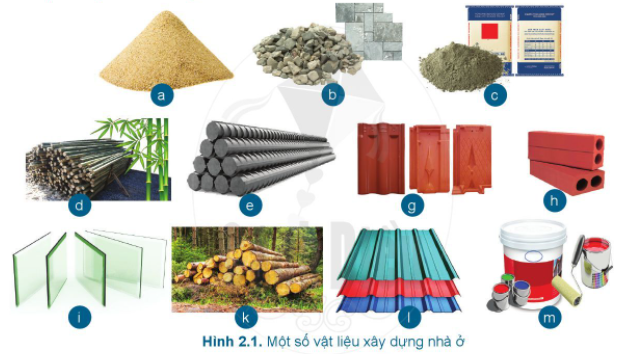 a
b
c
d
e
g
h
i
k
l
m
Hình 2.1. Một số vật liệu xây dựng nhà ở